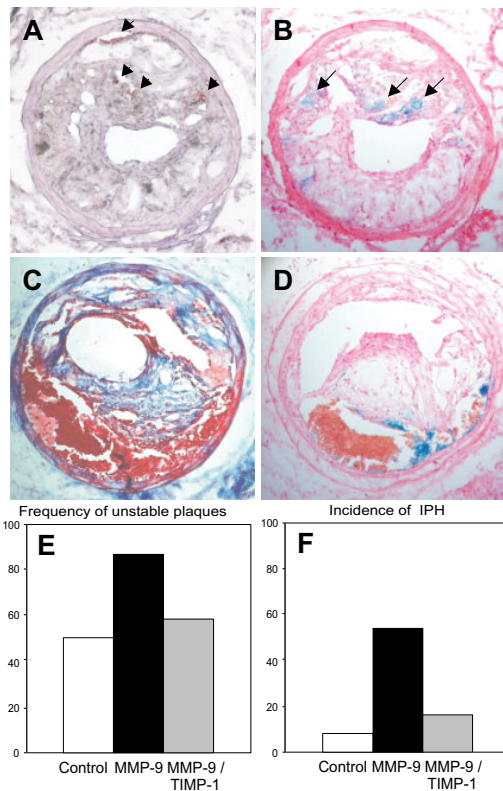 A
B
C
D
Frequency of unstable plaques
E
100
80
60
40
20
0
Control MMP-9 MMP-9 /
TIMP-1
Incidence of IPH
F
100
80
60
40
20
0
Control MMP-9 MMP-9 /
TIMP-1